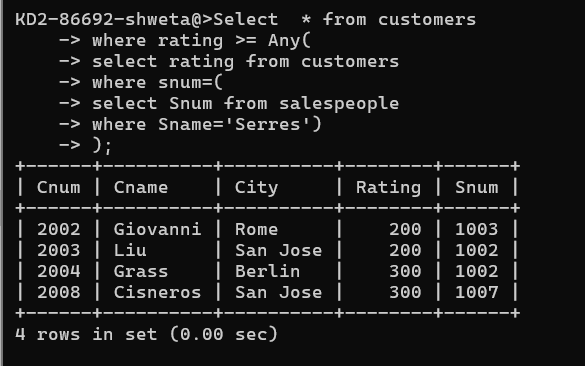 KD2-86692-shweta@>Select  * from customers
    -> where rating >= Any(
    -> select rating from customers
    -> where snum=(
    -> select Snum from salespeople
    -> where Sname='Serres')
    -> );
+------+----------+----------+--------+------+
| Cnum | Cname    | City     | Rating | Snum |
+------+----------+----------+--------+------+
| 2002 | Giovanni | Rome     |    200 | 1003 |
| 2003 | Liu      | San Jose |    200 | 1002 |
| 2004 | Grass    | Berlin   |    300 | 1002 |
| 2008 | Cisneros | San Jose |    300 | 1007 |
+------+----------+----------+--------+------+
4 rows in set (0.00 sec)